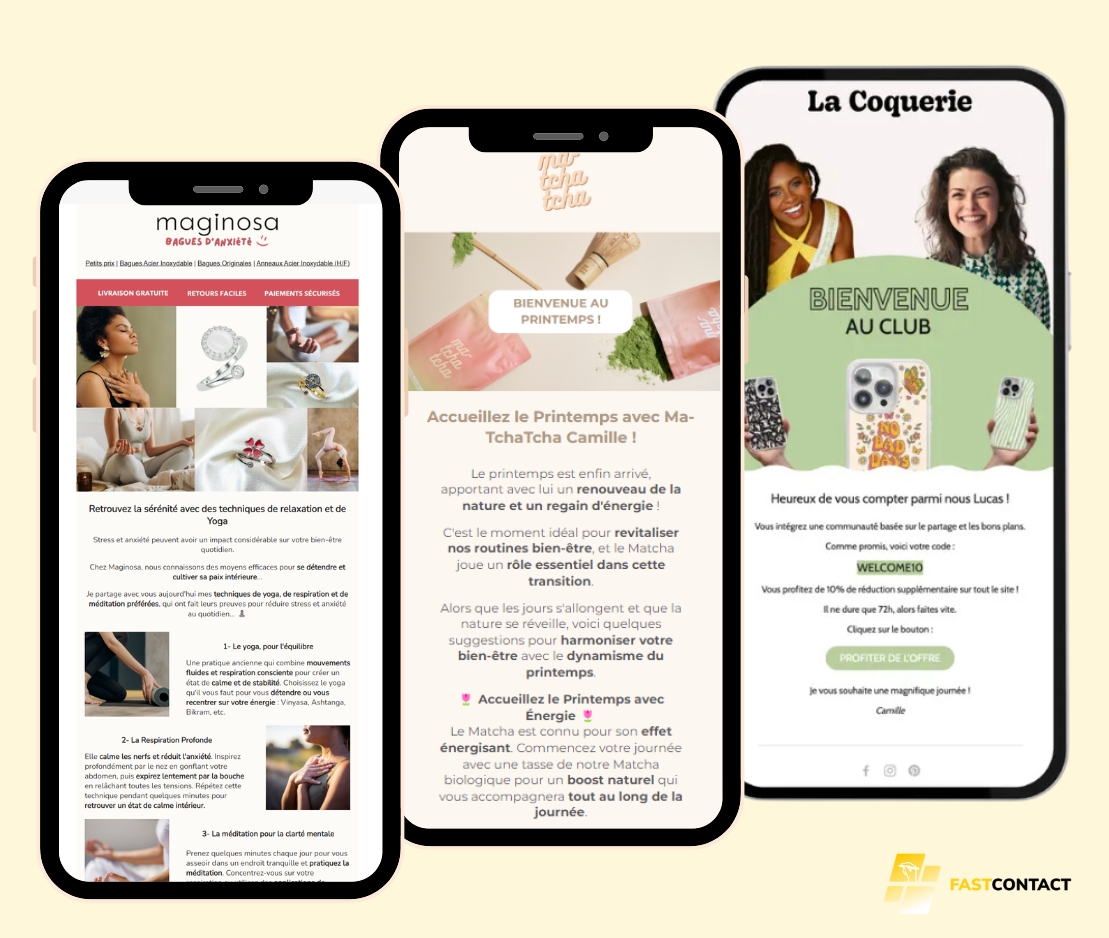 maginosa
BAGUES D'ANXIÉTÉ
Petits prix | Bagues Acier Inoxydable | Bagues Originales | Anneaux Acier Inoxydable (H/F)
LIVRAISON GRATUITE RETOURS FACILES PAIEMENTS SÉCURISÉS
Retrouvez la sérénité avec des techniques de relaxation et de
Yoga
Stress et anxiété peuvent avoir un impact considérable sur votre bien-être
quotidien.
Chez Maginosa, nous connaissons des moyens efficaces pour se détendre et
cultiver sa paix intérieure...
Je partage avec vous aujourd'hui mes techniques de yoga, de respiration et de
méditation préférées, qui ont fait leurs preuves pour réduire stress et anxiété
au quotidien...
1- Le yoga, pour l'équilibre
Une pratique ancienne qui combine mouvements
fluides et respiration consciente pour créer un
état de calme et de stabilité. Choisissez le yoga
qu'il vous faut pour vous détendre ou vous
recentrer sur votre énergie : Vinyasa, Ashtanga,
Bikram, etc.
2- La Respiration Profonde
Elle calme les nerfs et réduit l'anxiété. Inspirez
profondément par le nez en gonflant votre
abdomen, puis expirez lentement par la bouche
en relâchant toutes les tensions. Répétez cette
technique pendant quelques minutes pour
retrouver un état de calme intérieur.
3- La méditation pour la clarté mentale
Prenez quelques minutes chaque jour pour vous
asseoir dans un endroit tranquille et pratiquez la
méditation. Concentrez-vous sur votre
ma-
tcha
tcha
BIENVENUE AU
PRINTEMPS !
ma-
tcha
tcha
Accueillez le Printemps avec Ma-
TchaTcha Camille !
Le printemps est enfin arrivé,
apportant avec lui un renouveau de la
nature et un regain d'énergie !
C'est le moment idéal pour revitaliser
nos routines bien-être, et le Matcha
joue un rôle essentiel dans cette
transition.
Alors que les jours s'allongent et que la
nature se réveille, voici quelques
suggestions pour harmoniser votre
bien-être avec le dynamisme du
printemps.
🌷 Accueillez le Printemps avec
Énergie 🌷
Le Matcha est connu pour son effet
énergisant. Commencez votre journée
avec une tasse de notre Matcha
biologique pour un boost naturel qui
vous accompagnera tout au long de la
journée.
La Coquerie
BIENVENUE
AU CLUB
NO
BAD
DAYS
Heureux de vous compter parmi nous Lucas !
Vous intégrez une communauté basée sur le partage et les bons plans.
Comme promis, voici votre code :
WELCOME10
Vous profitez de 10% de réduction supplémentaire sur tout le site !
Il ne dure que 72h, alors faites vite.
Cliquez sur le bouton :
PROFITER DE L'OFFRE
Je vous souhaite une magnifique journée !
Camille
FASTCONTACT